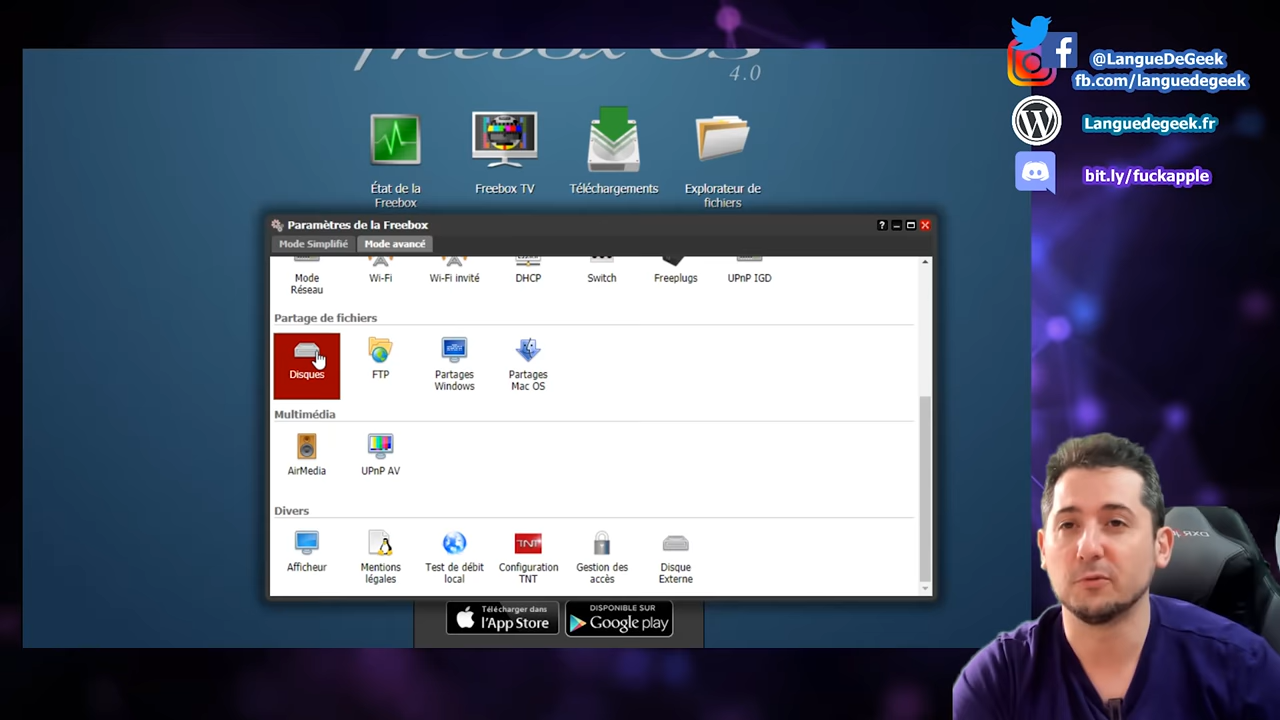 Freebox OS
4.0
@LangueDeGeek
fb.com/languedegeek
Languedegeek.fr
bit.ly/fuckapple
État de la
Freebox
Freebox TV
Téléchargements
Explorateur de
fichiers
Paramètres de la Freebox
Mode Simplifié
Mode avancé
Mode
Réseau
Wi-Fi
Wi-Fi invité
DHCP
Switch
Freeplugs
UPnP IGD
Partage de fichiers
Disques
FTP
Partages
Windows
Partages
Mac OS
Multimédia
AirMedia
UPnP AV
Divers
Afficheur
Mentions
légales
Test de débit
local
TNT
Configuration
TNT
Gestion des
accès
Disque
Externe
Télécharger dans
l'App Store
DISPONIBLE SUR
Google play